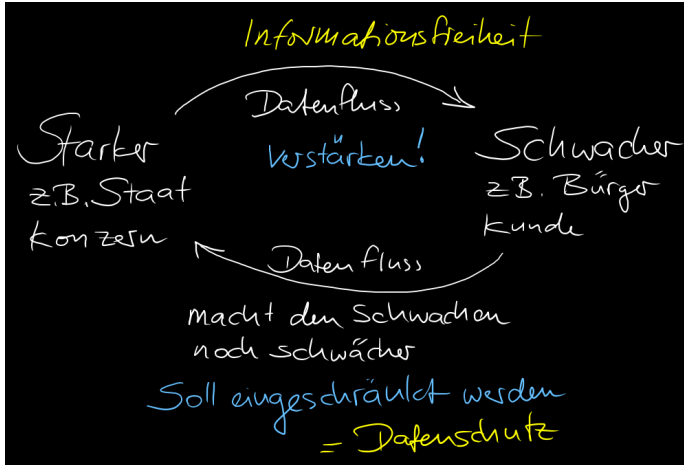 Informationsfreiheit
Datenfluss
verstärken!
Starker
z.B. Staat
Konzern
Schwacher
z.B. Bürger
Kunde
Datenfluss
macht den Schwachen
noch schwächer
Soll eingeschränkt werden
= Datenschutz